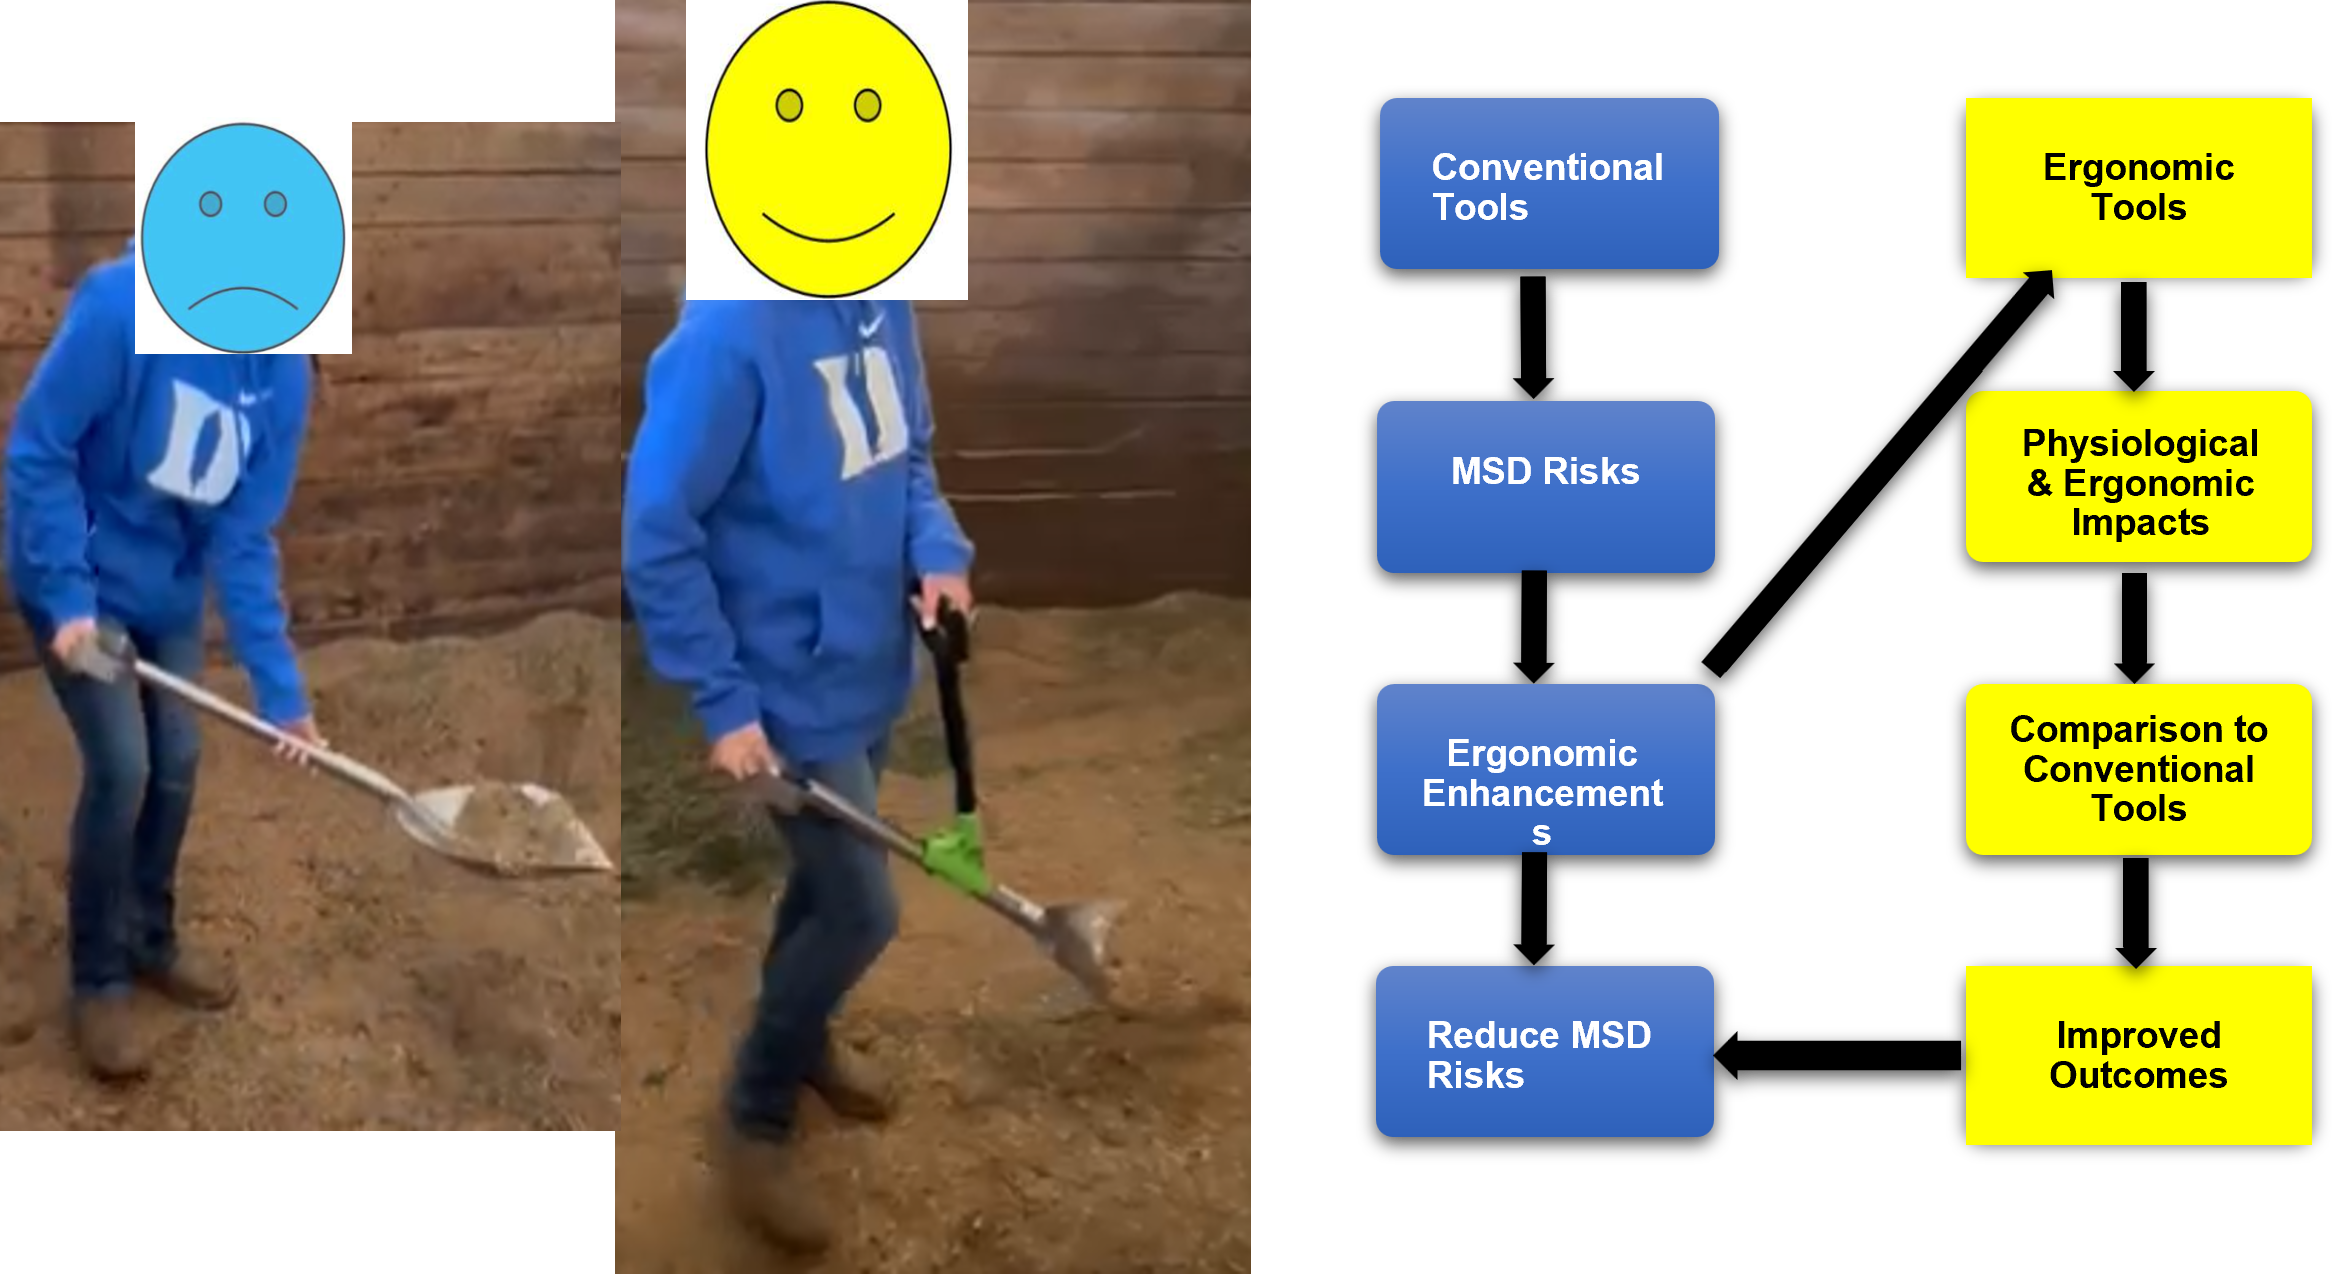 D
D
Conventional
Tools
MSD Risks
Ergonomic
Enhancement
s
Reduce MSD
Risks
Ergonomic
Tools
Physiological
& Ergonomic
Impacts
Comparison to
Conventional
Tools
Improved
Outcomes